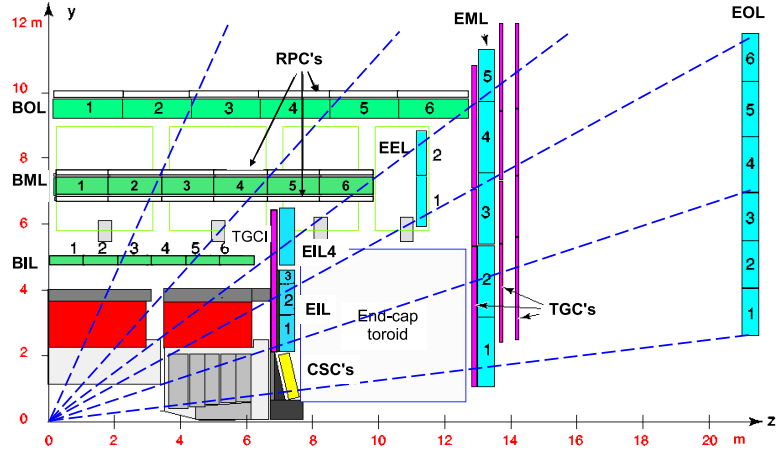 y
EML
EOL
12 m
RPC's
10
BOL
1 2 3 4 5 6
5
6
5
8
EEL
2
4
4
BML
1 2 3 4 5 6
1
6
TGCI
3
3
BIL
1 2 3 4 5 6
EIL4
2
2
4
3
2
EIL
End-cap
toroid
TGC's
1
1
2
CSC's
1
0
0 2 4 6 8 10 12 14 16 18 20 m
z